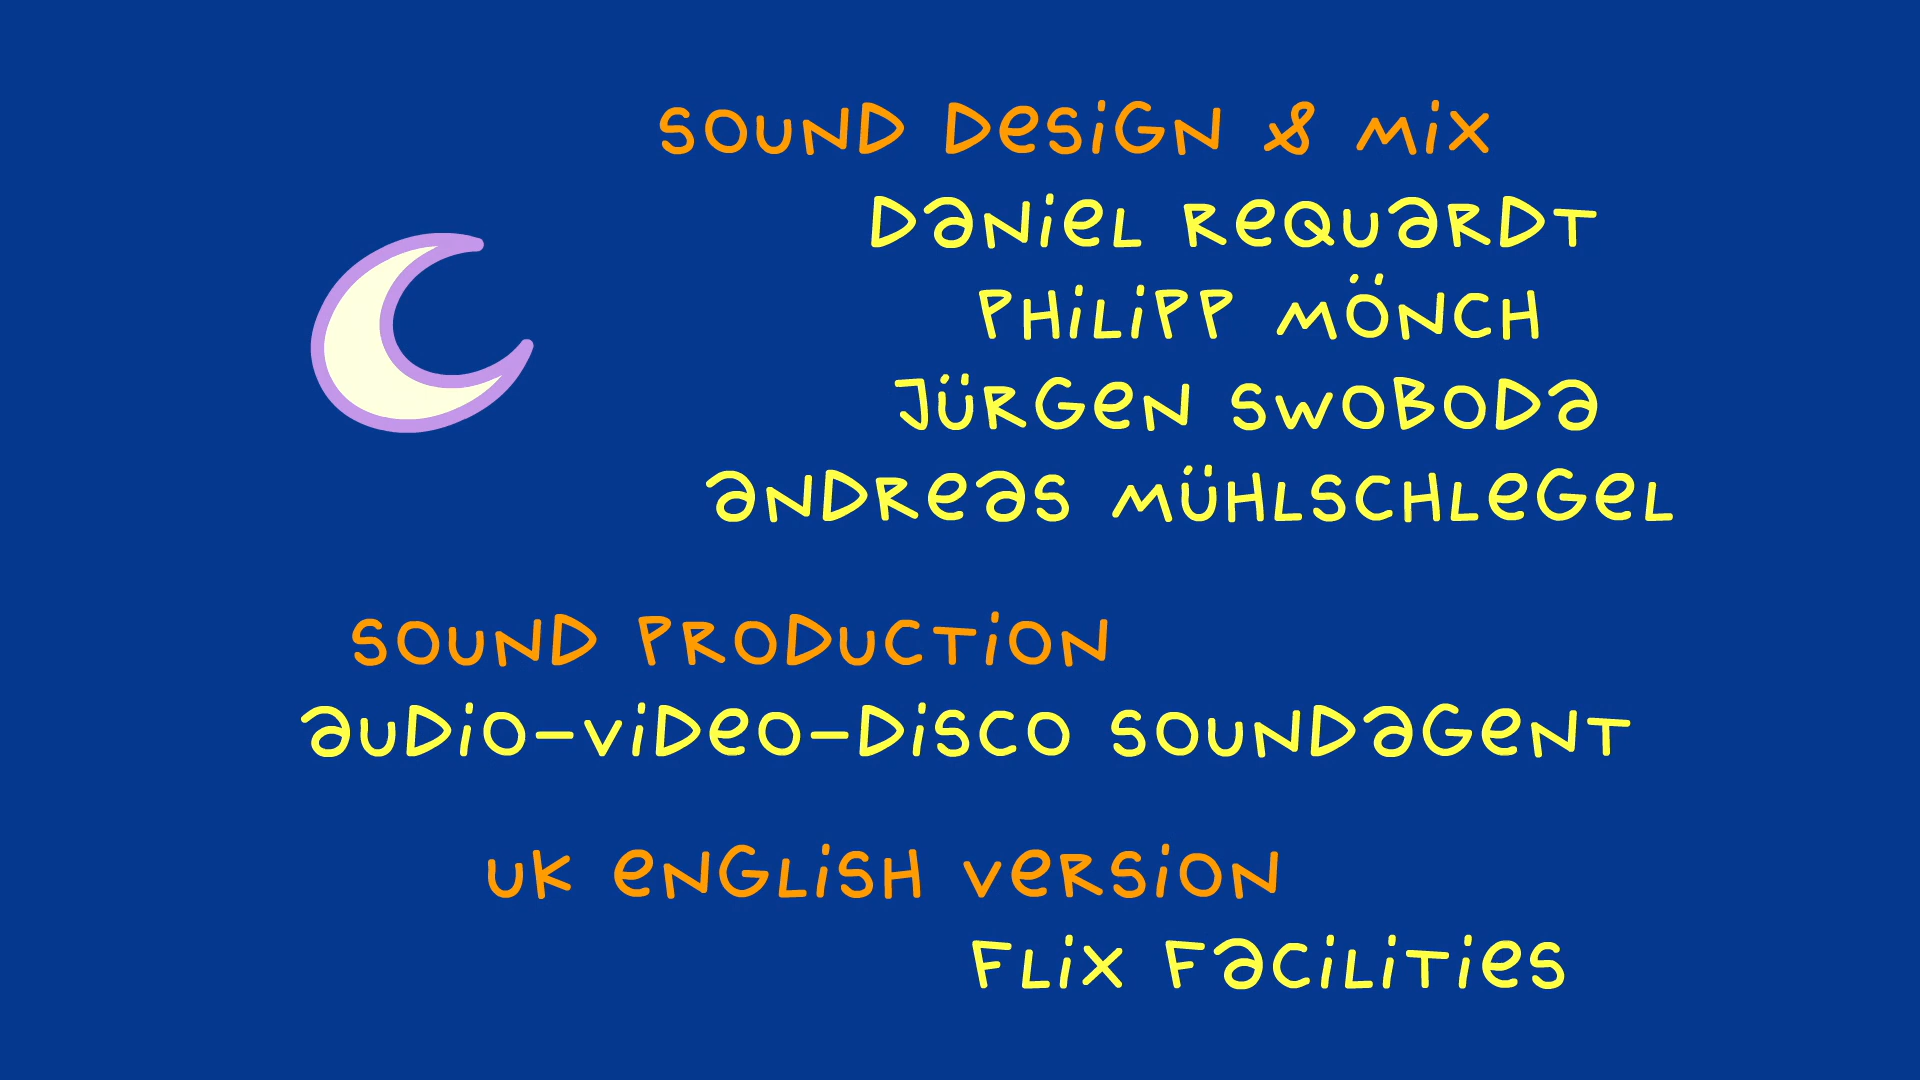 SOUND DeSiGN & MiX
DaNieL ReQUaRDT
PHiLiPP MÖNCH
JÜRGeN SWOBODa
aNDReaS MÜHLSCHLeGeL
SOUND PRODUCTiON
aUDiO-ViDeO-DiSCO SOUNDaGeNT
UK eNGLiSH VeRSiON
FLiX FaCiLiTieS